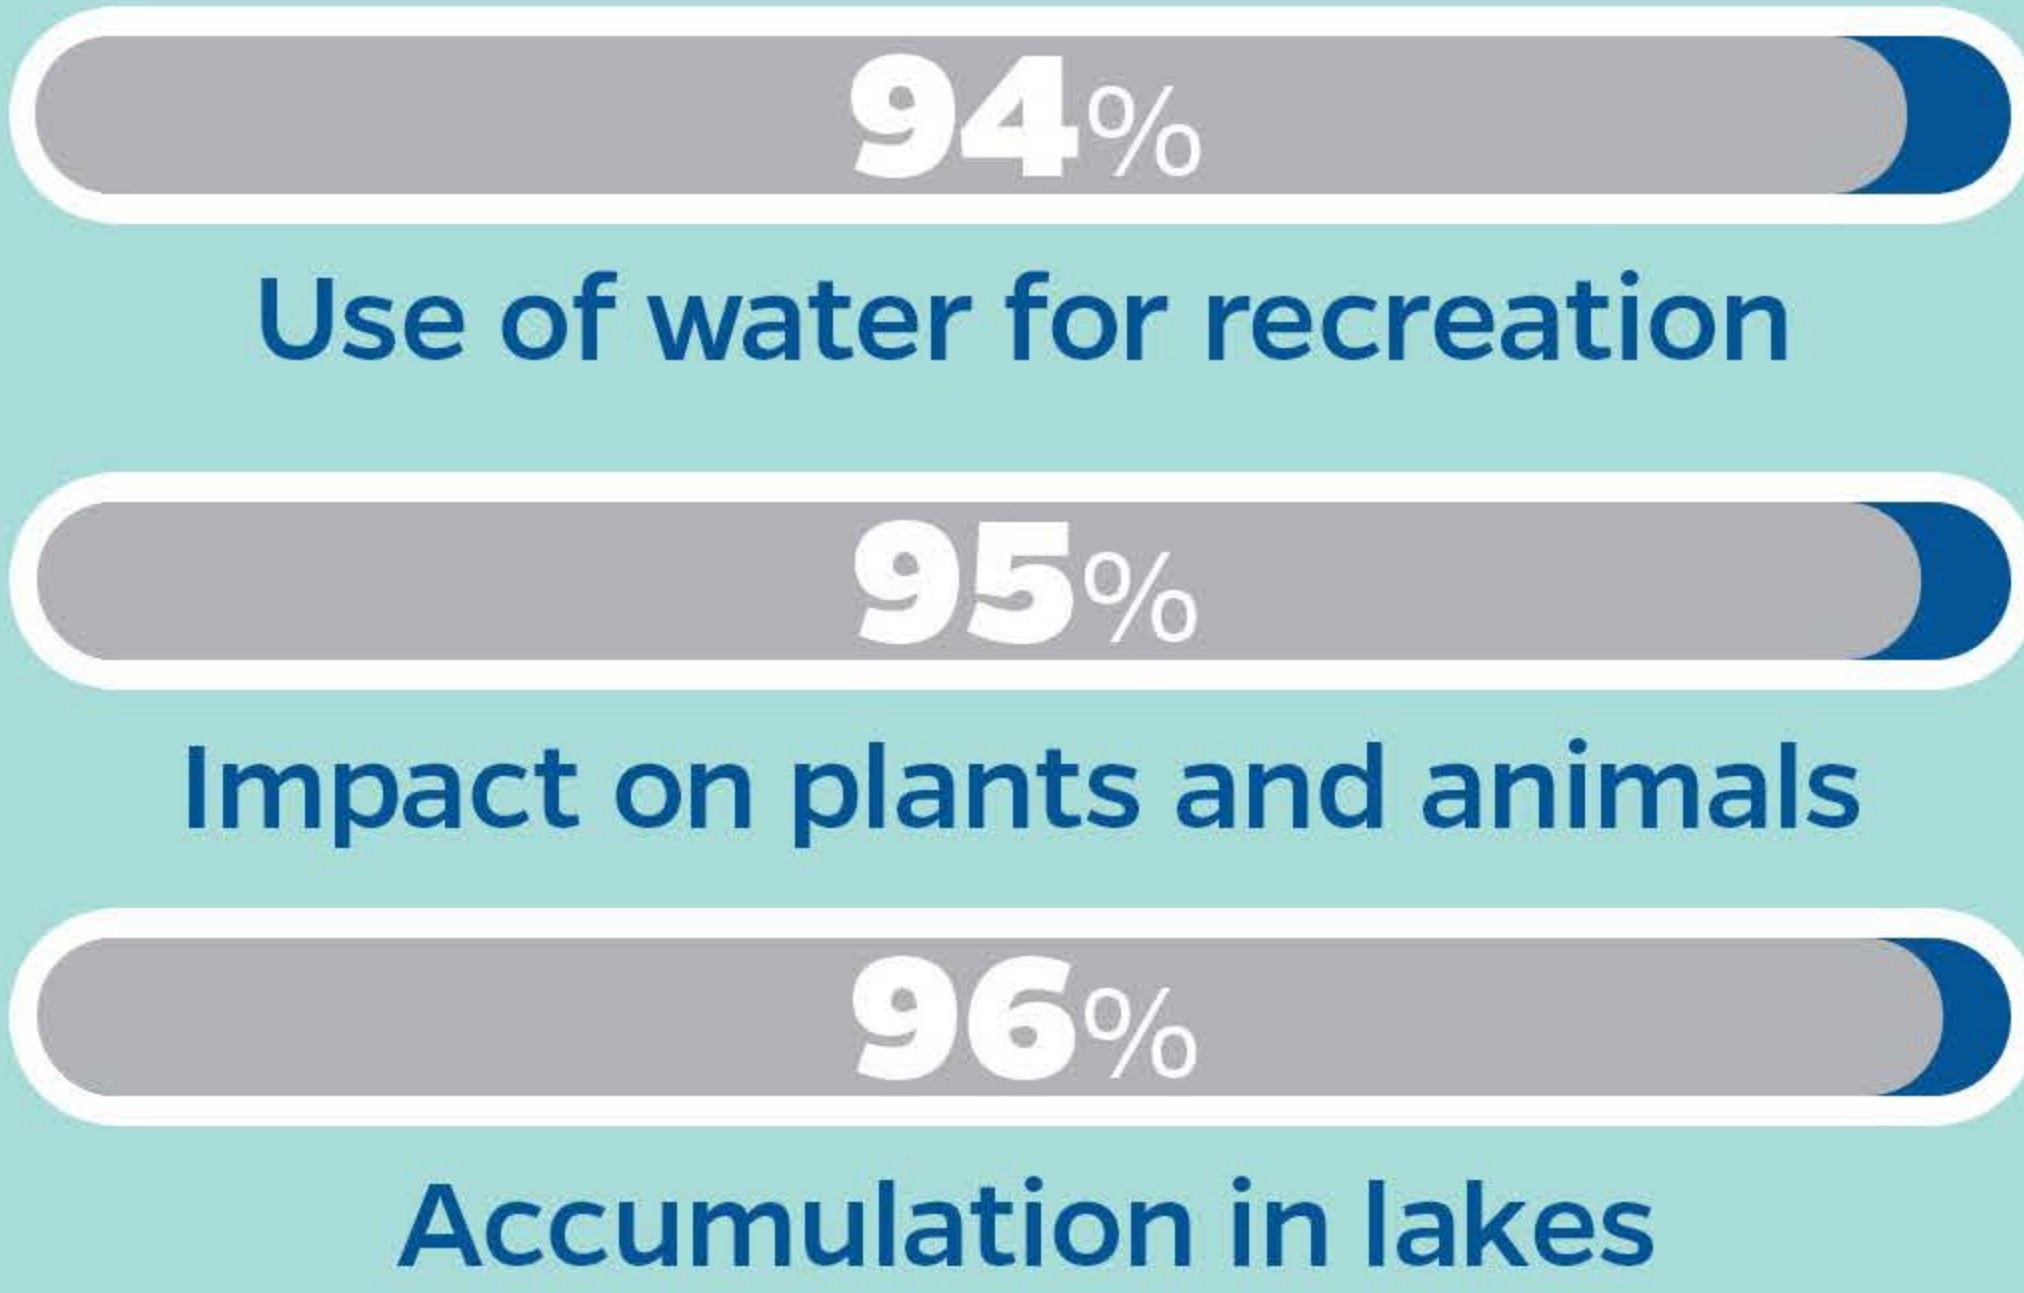 94%
Use of water for recreation
95%
Impact on plants and animals
96%
Accumulation in lakes